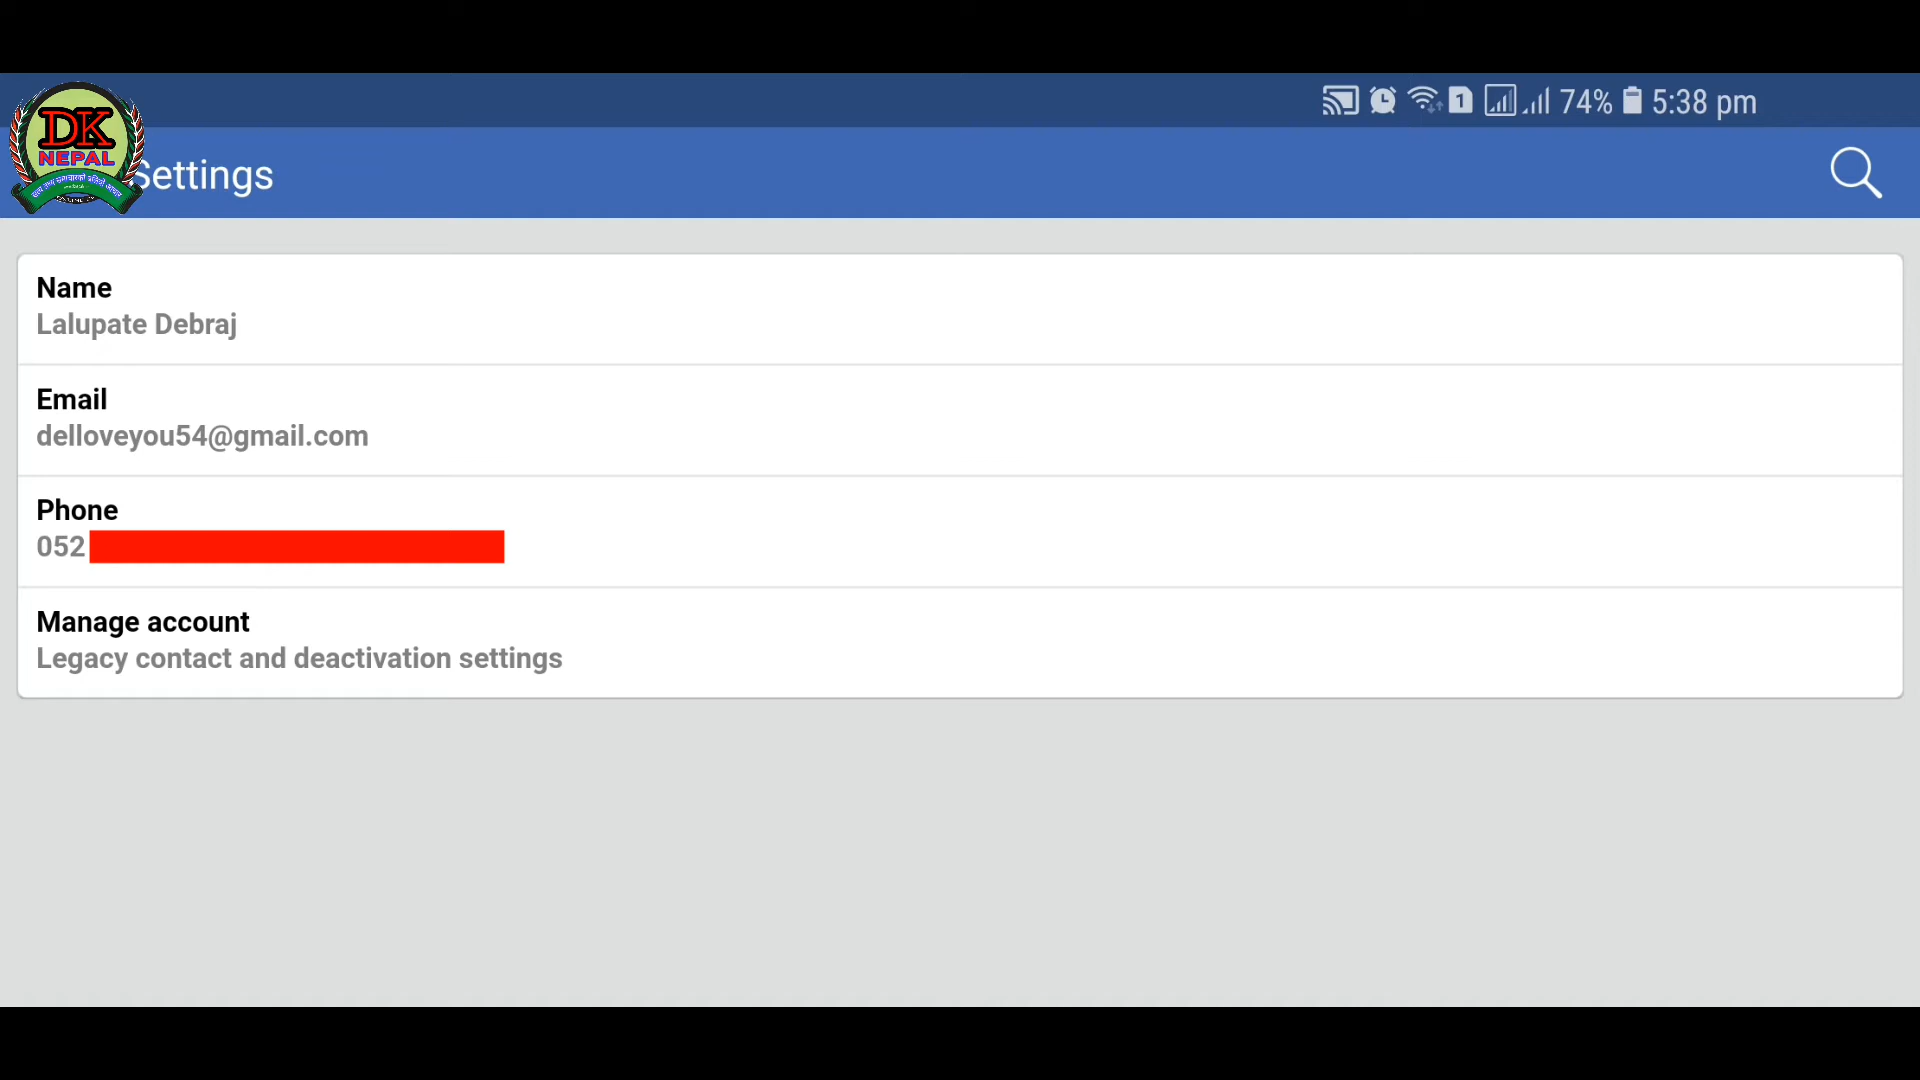 DK
NEPAL
1
74%
5:38 pm
Settings
Name
Lalupate Debraj
Email
delloveyou54@gmail.com
Phone
052
Manage account
Legacy contact and deactivation settings